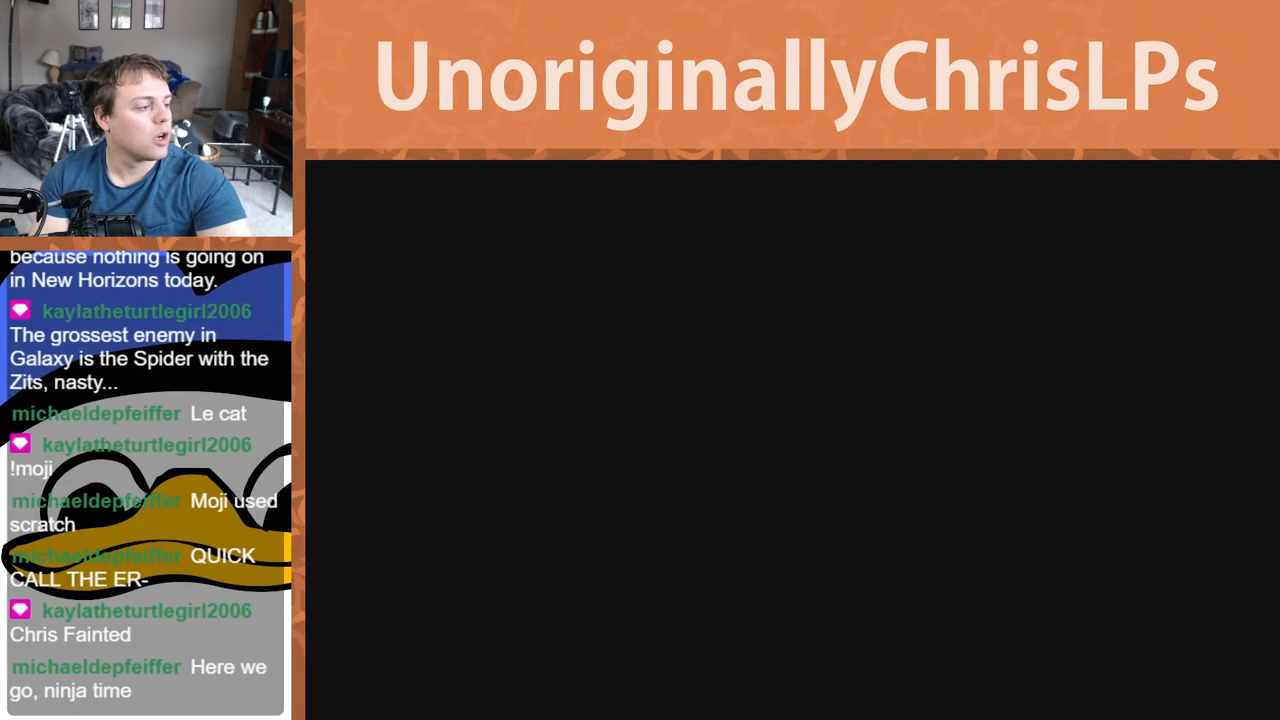 UnoriginallyChrisLPs
because nothing is going on
in New Horizons today.
kaylatheturtlegirl2006
The grossest enemy in
Galaxy is the Spider with the
Zits, nasty...
michaeldepfeiffer Le cat
kaylatheturtlegirl2006
!moji
michaeldepfeiffer Moji used
scratch
michaeldepfeiffer QUICK
CALL THE ER-
kaylatheturtlegirl2006
Chris Fainted
michaeldepfeiffer Here we
go, ninja time